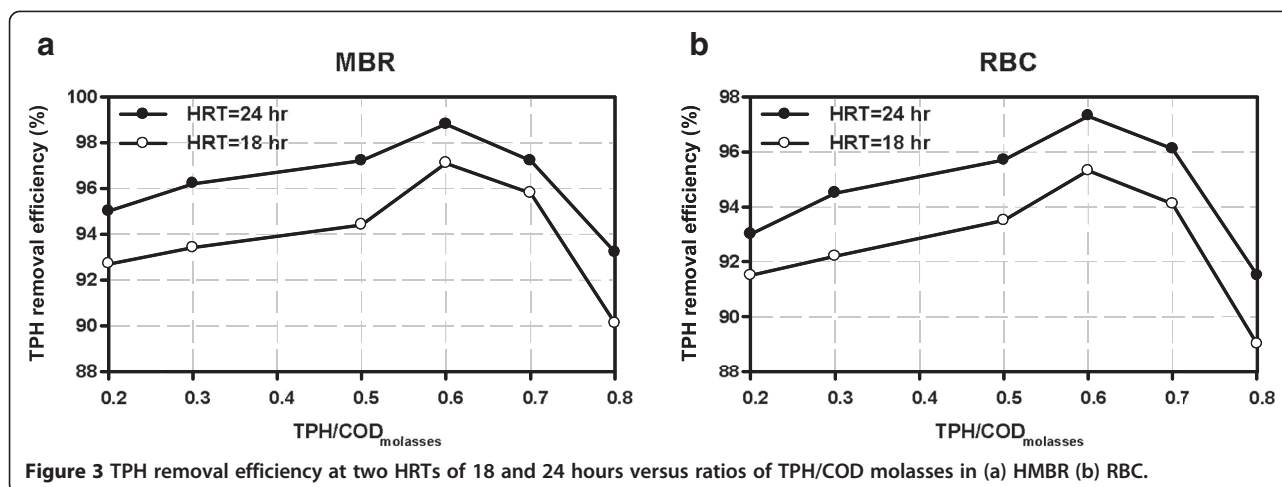 a
MBR
TPH removal efficiency (%)
100
98
96
94
92
90
88
HRT=24 hr
HRT=18 hr
0.2 0.3 0.5 0.6 0.7 0.8
TPH/COD molasses
b
RBC
TPH removal efficiency (%)
98
96
94
92
90
88
HRT=24 hr
HRT=18 hr
0.2 0.3 0.5 0.6 0.7 0.8
TPH/COD molasses
Figure 3 TPH removal efficiency at two HRTs of 18 and 24 hours versus ratios of TPH/COD molasses in (a) HMBR (b) RBC.